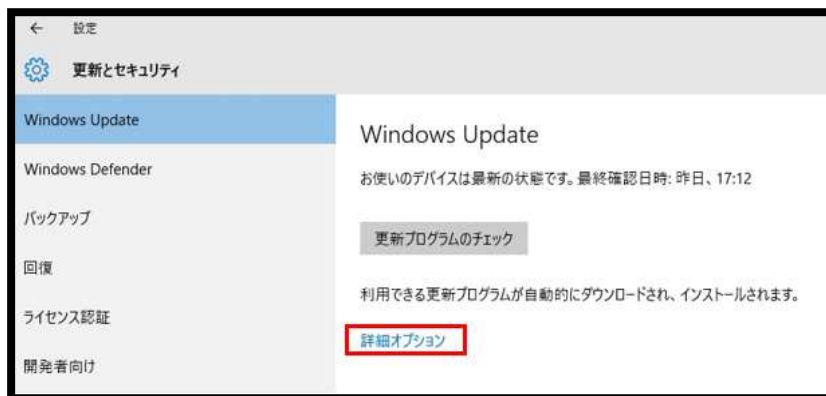 ← 設定
更新とセキュリティ
Windows Update
Windows Defender
バックアップ
回復
ライセンス認証
開発者向け
Windows Update
お使いのデバイスは最新の状態です。最終確認日時: 昨日、17:12
更新プログラムのチェック
利用できる更新プログラムが自動的にダウンロードされ、インストールされます。
詳細オプション